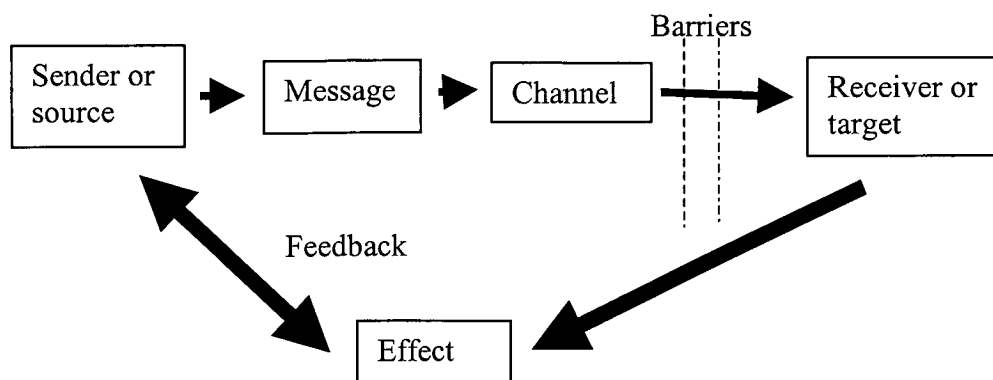 Barriers
Sender or
source
Message
Channel
Receiver or
target
Feedback
Effect